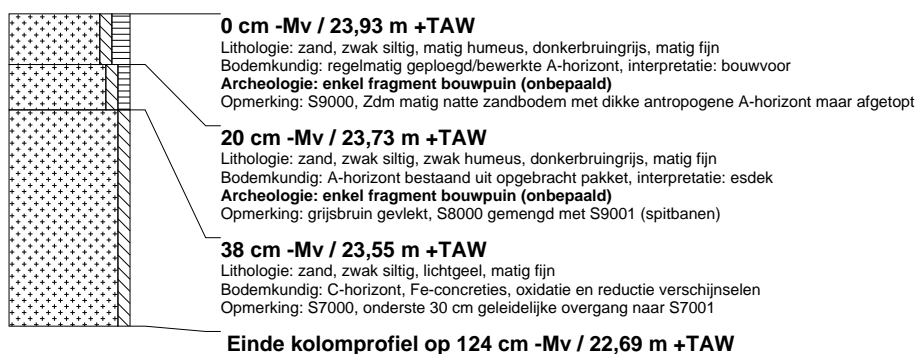 0 cm -Mv / 23,93 m +TAW
Lithologie: zand, zwak siltig, matig humeus, donkerbruingrijs, matig fijn
Bodemkundig: regelmatig geploegd/bewerkte A-horizont, interpretatie: bouwvoor
Archeologie: enkel fragment bouwpuin (onbepaald)
Opmerking: S9000, Zdm matig natte zandbodem met dikke antropogene A-horizont maar afgetopt
20 cm -Mv / 23,73 m +TAW
Lithologie: zand, zwak siltig, zwak humeus, donkerbruingrijs, matig fijn
Bodemkundig: A-horizont bestaand uit opgebracht pakket, interpretatie: esdek
Archeologie: enkel fragment bouwpuin (onbepaald)
Opmerking: grijsbruin gevlekt, S8000 gemengd met S9001 (spitbanen)
38 cm -Mv / 23,55 m +TAW
Lithologie: zand, zwak siltig, lichtgeel, matig fijn
Bodemkundig: C-horizont, Fe-concreties, oxidatie en reductie verschijnselen
Opmerking: S7000, onderste 30 cm geleidelijke overgang naar S7001
Einde kolomprofiel op 124 cm -Mv / 22,69 m +TAW